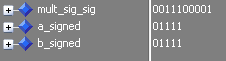 mult_sig_sig 0011100001
a_signed 01111
b_signed 01111